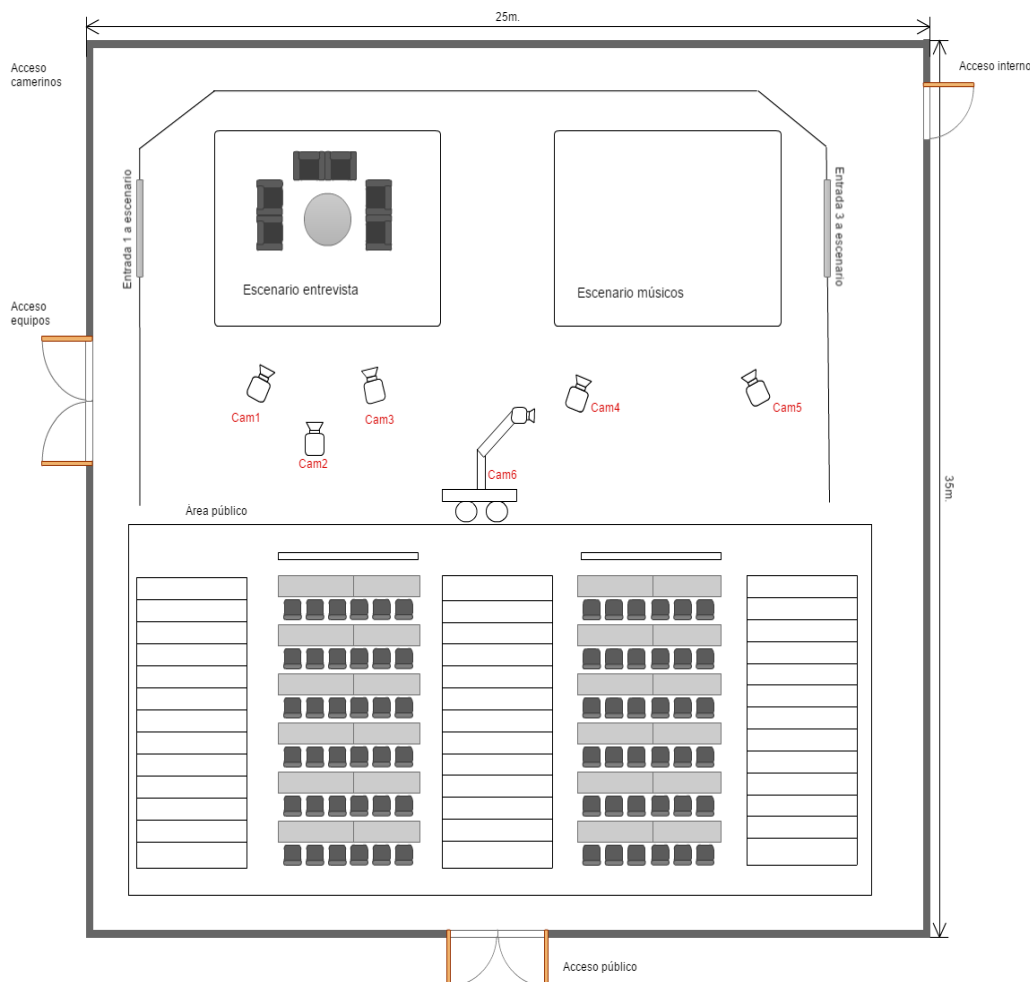 25m.
Acceso
camerinos
Acceso interno
Entrada 1 a escenario
Entrada 3 a escenario
Escenario entrevista
Escenario músicos
Acceso
equipos
Cam1
Cam3
Cam4
Cam5
Cam2
Cam6
35m.
Área público
Acceso público